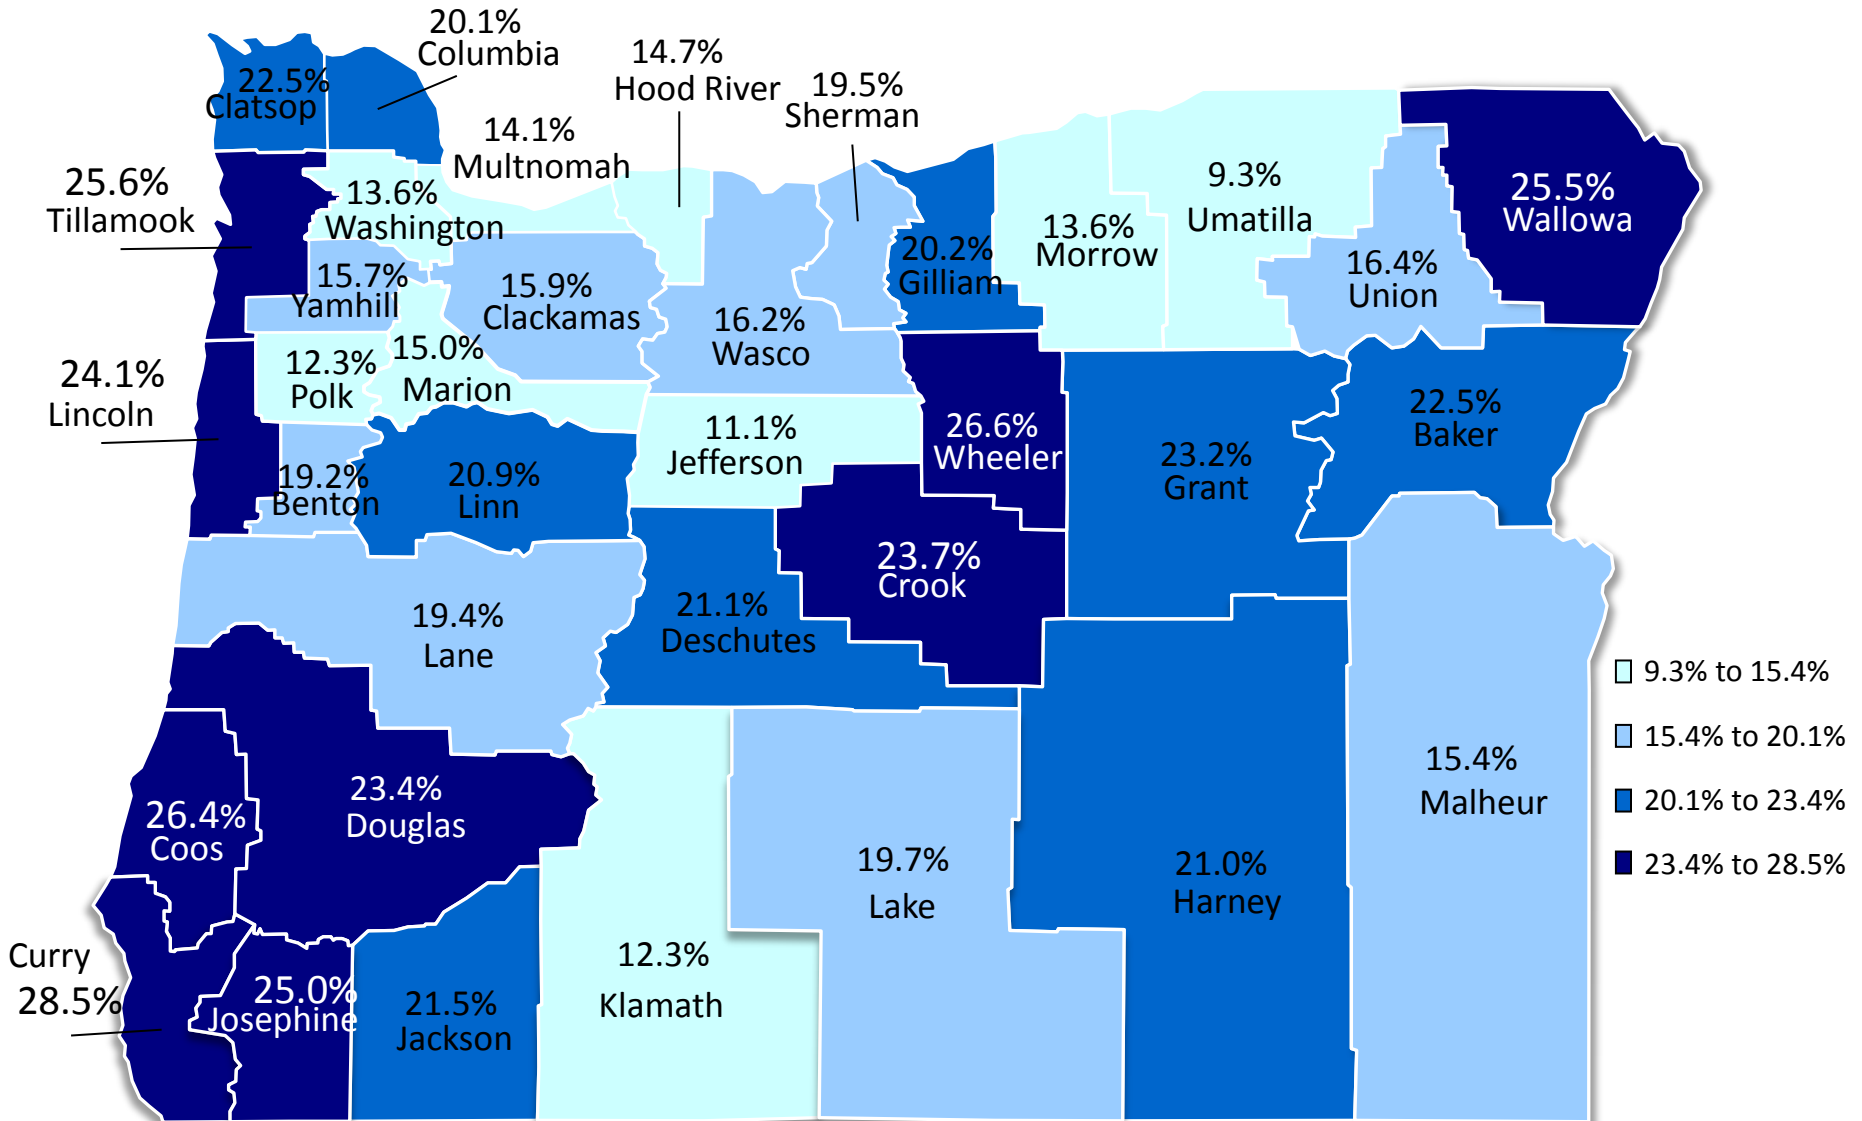 20.1%
Columbia
22.5%
Clatsop
14.7%
Hood River
19.5%
Sherman
14.1%
Multnomah
25.6%
Tillamook
13.6%
Washington
9.3%
Umatilla
25.5%
Wallowa
13.6%
Morrow
20.2%
Gilliam
16.4%
Union
15.7%
Yamhill
15.9%
Clackamas
16.2%
Wasco
24.1%
Lincoln
12.3%
Polk
15.0%
Marion
11.1%
Jefferson
26.6%
Wheeler
23.2%
Grant
22.5%
Baker
19.2%
Benton
20.9%
Linn
23.7%
Crook
19.4%
Lane
21.1%
Deschutes
9.3% to 15.4%
15.4% to 20.1%
20.1% to 23.4%
23.4% to 28.5%
15.4%
Malheur
26.4%
Coos
23.4%
Douglas
19.7%
Lake
21.0%
Harney
Curry
28.5%
25.0%
Josephine
21.5%
Jackson
12.3%
Klamath